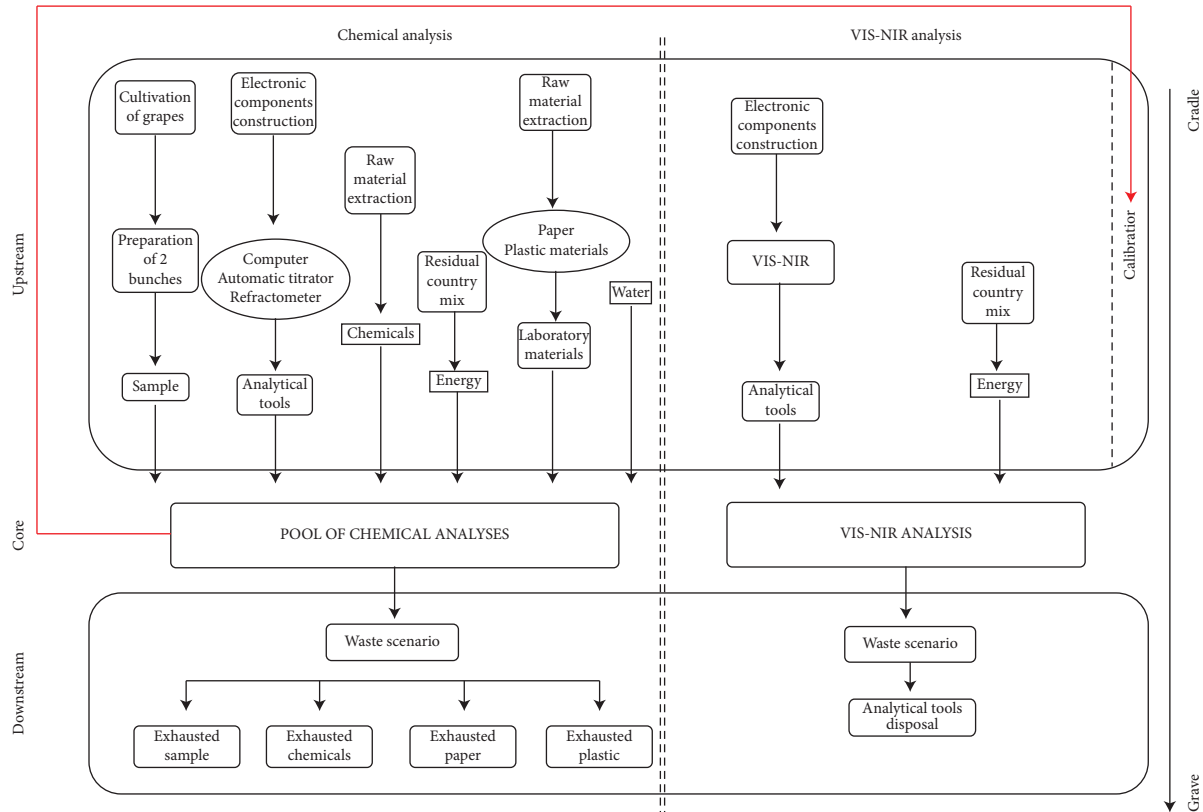 Chemical analysis
VIS-NIR analysis
Upstream
Core
Downstream
Cradle
Grave
Cultivation
of grapes
Preparation
of 2
bunches
Sample
Electronic
components
construction
Computer
Automatic titrator
Refractometer
Analytical
tools
Raw
material
extraction
Chemicals
Residual
country
mix
Energy
Raw
material
extraction
Paper
Plastic materials
Laboratory
materials
Water
Electronic
components
construction
VIS-NIR
Analytical
tools
Residual
country
mix
Energy
Calibratior
POOL OF CHEMICAL ANALYSES
VIS-NIR ANALYSIS
Waste scenario
Exhausted
sample
Exhausted
chemicals
Exhausted
paper
Exhausted
plastic
Waste scenario
Analytical tools
disposal